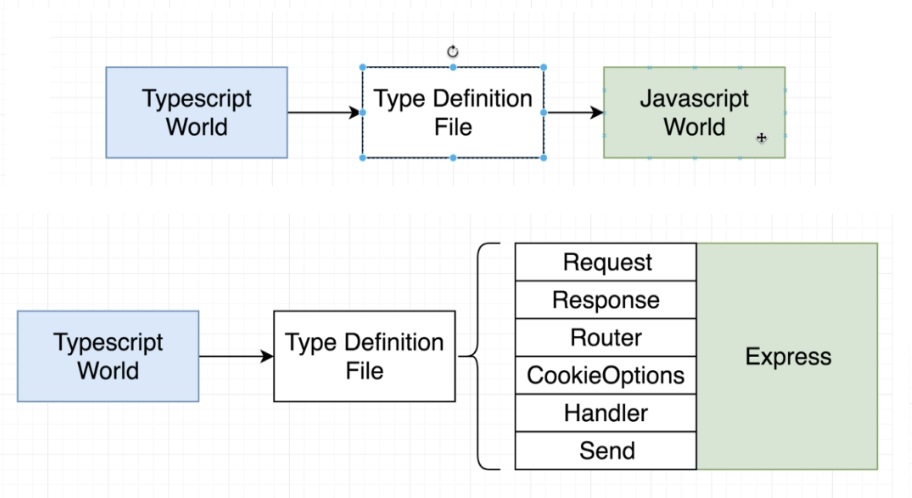 Typescript
World
Type Definition
File
Javascript
World
Typescript
World
Type Definition
File
Request
Response
Router
CookieOptions
Handler
Send
Express